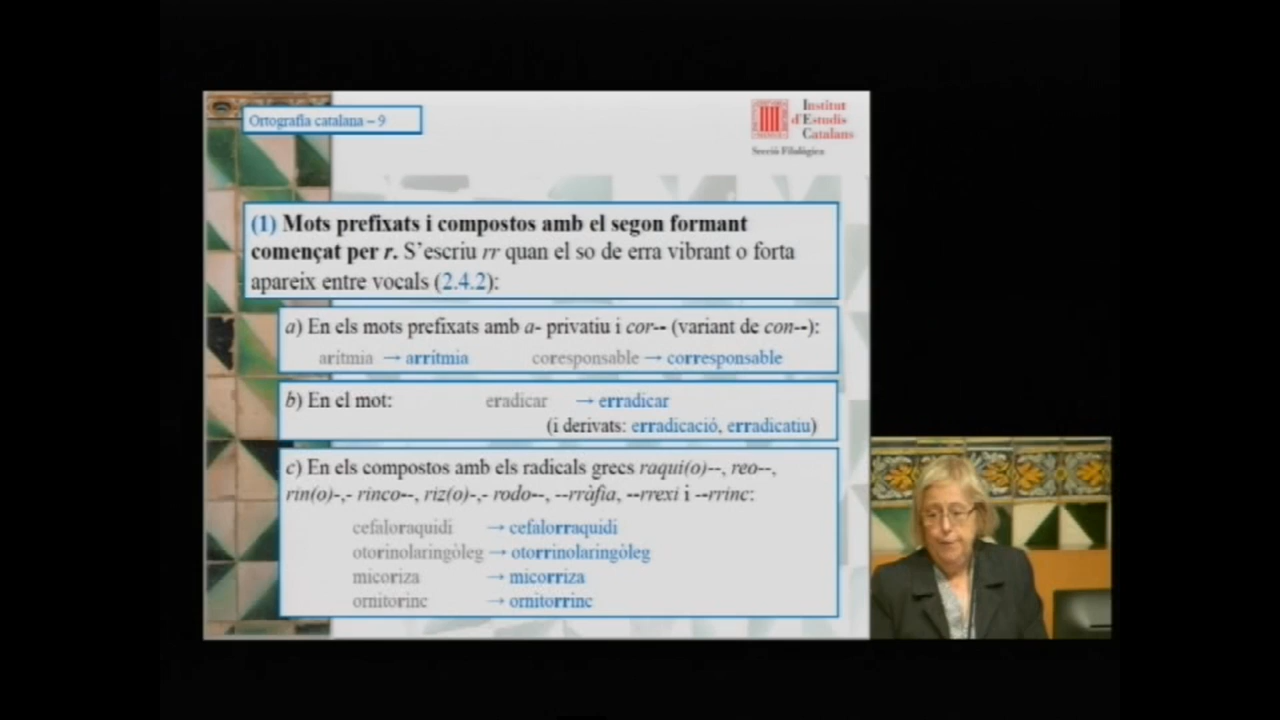 Ortografia catalana – 9
Institut
d'Estudis
Catalans
Secció Filològica
(1) Mots prefixats i compostos amb el segon formant
començat per r. S'escriu rr quan el so de erra vibrant o forta
apareix entre vocals (2.4.2):
a) En els mots prefixats amb a- privatiu i cor-- (variant de con--):
arítmia → arrítmia coresponsable → corresponsable
b) En el mot: eradicar → erradicar
(i derivats: erradicació, erradicatiu)
c) En els compostos amb els radicals grecs raqui(o)--, reo--,
rin(o)-,- rinco--, riz(o)-,- rodo--, --rràfia, --rrexi i --rrinc:
cefaloraquidi → cefalorraquidi
otorinolaringòleg → otorrinolaringòleg
micoriza → micorriza
ornitorinc → ornitorrinc